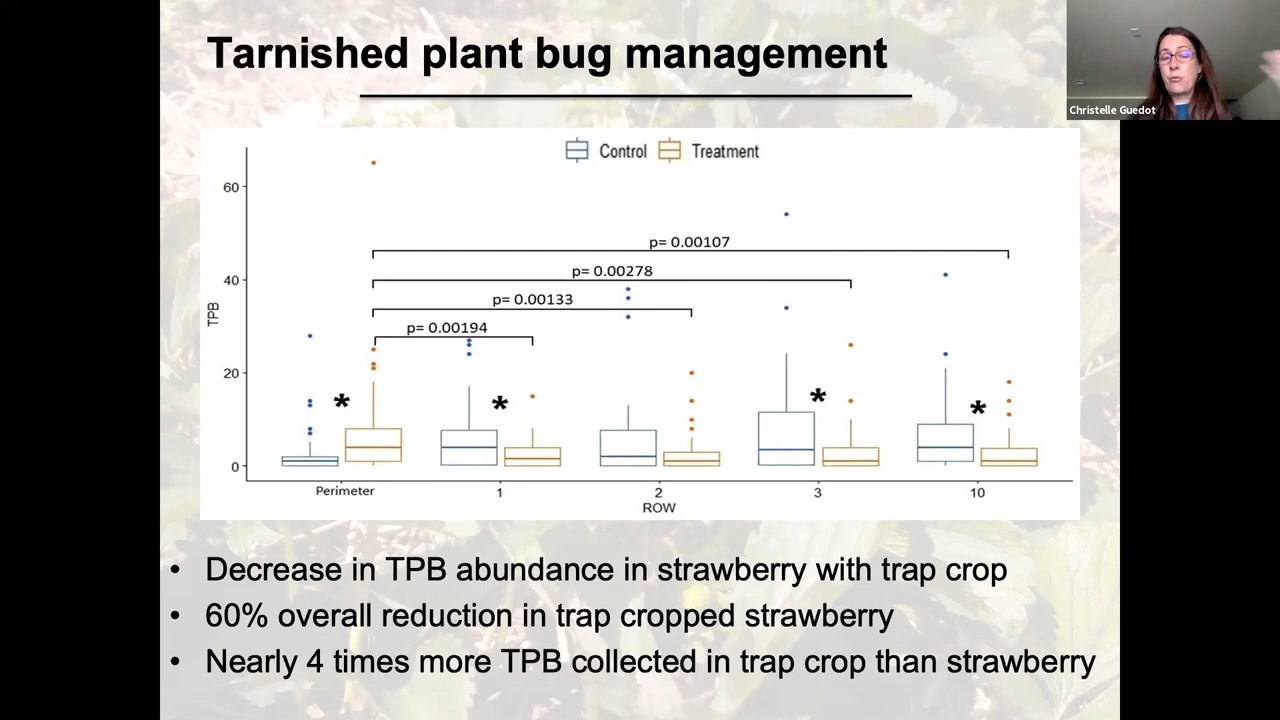 Tarnished plant bug management
Christelle Guedot
Control Treatment
60
40
20
0
TPB
p= 0.00107
p= 0.00278
p= 0.00133
p= 0.00194
*
*
*
*
Perimeter 1 2 3 10
ROW
• Decrease in TPB abundance in strawberry with trap crop
• 60% overall reduction in trap cropped strawberry
• Nearly 4 times more TPB collected in trap crop than strawberry